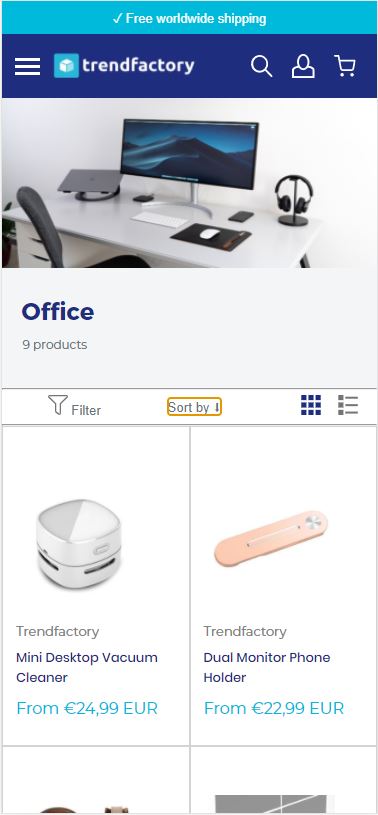 ✓ Free worldwide shipping
trendfactory
Office
9 products
Filter
Sort by ⬇
Trendfactory
Mini Desktop Vacuum
Cleaner
From €24,99 EUR
Trendfactory
Dual Monitor Phone
Holder
From €22,99 EUR